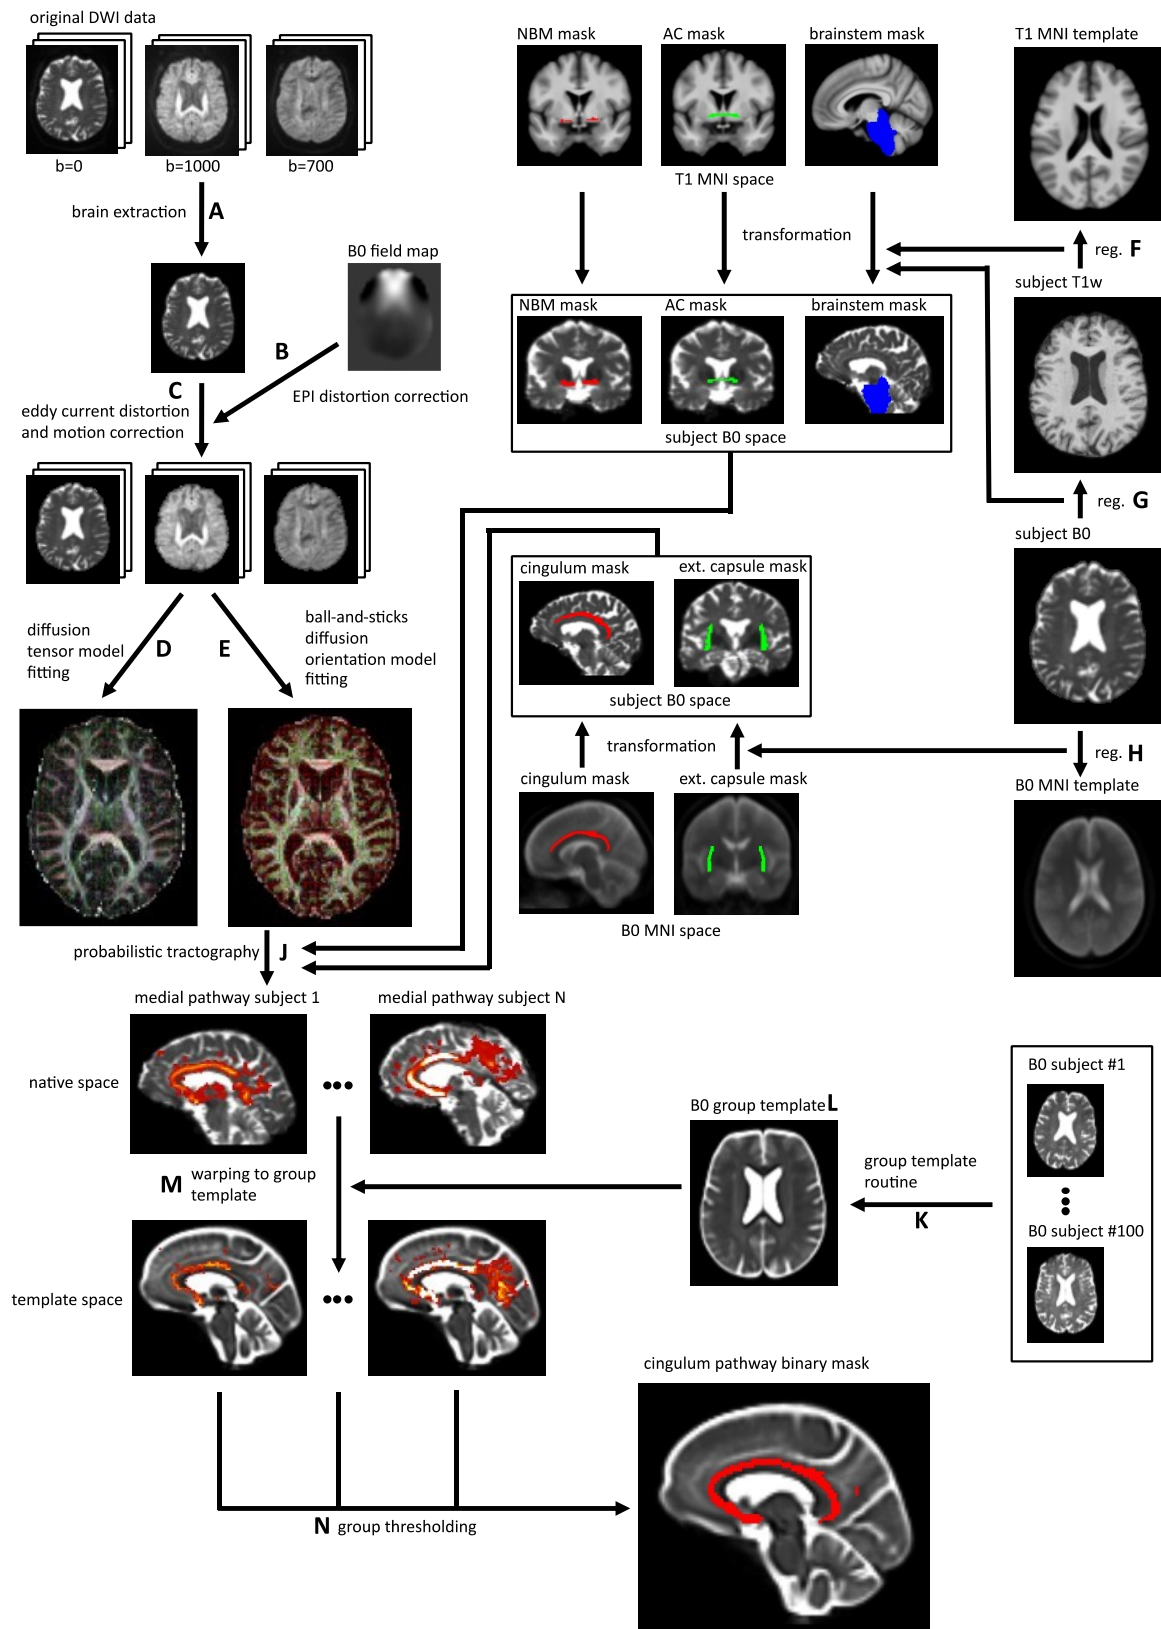 original DWI data
b=0
b=1000
b=700
brain extraction
A
B0 field map
B
EPI distortion correction
C
eddy current distortion
and motion correction
diffusion
tensor model
fitting
D
E
ball-and-sticks
diffusion
orientation model
fitting
NBM mask
AC mask
brainstem mask
T1 MNI space
transformation
NBM mask
AC mask
brainstem mask
subject B0 space
T1 MNI template
reg. F
subject T1w
reg. G
subject B0
reg. H
B0 MNI template
cingulum mask
ext. capsule mask
subject B0 space
transformation
cingulum mask
ext. capsule mask
B0 MNI space
probabilistic tractography
J
medial pathway subject 1
medial pathway subject N
native space
M
warping to group
template
template space
B0 group template L
group template
routine
K
B0 subject #1
B0 subject #100
N group thresholding
cingulum pathway binary mask